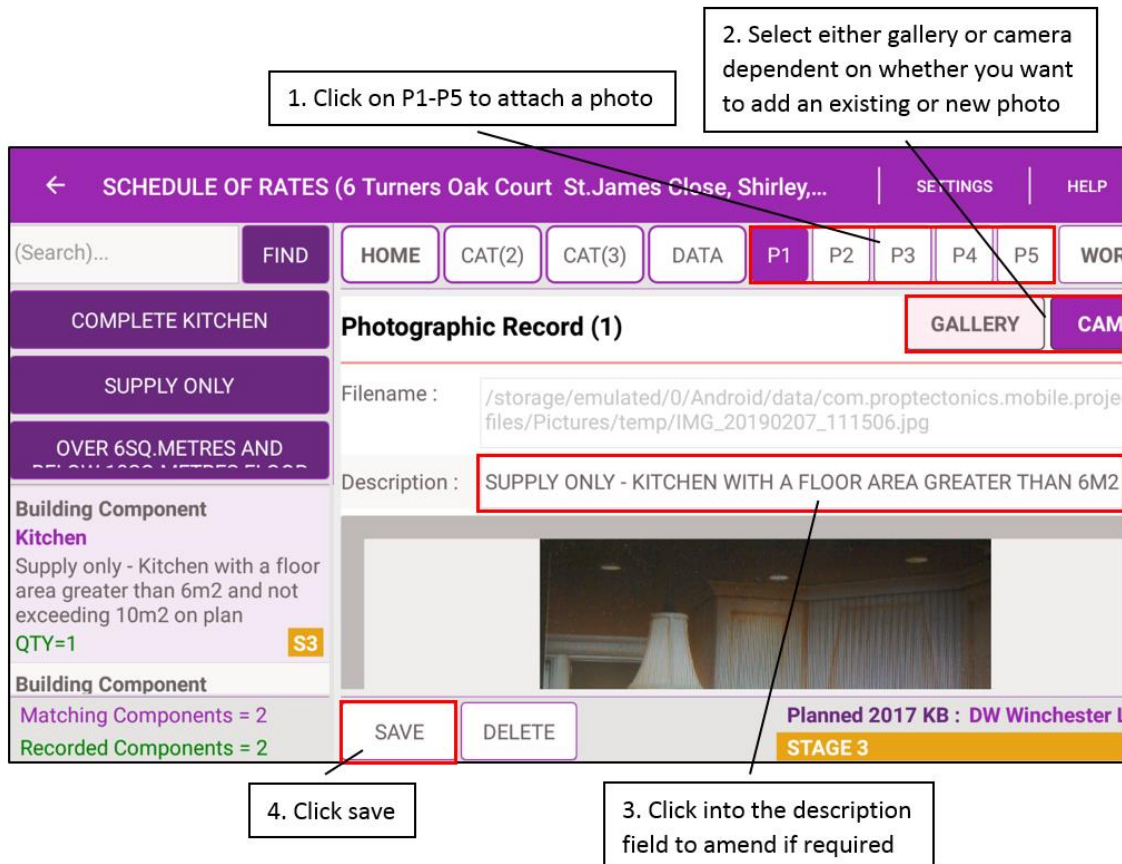 2. Select either gallery or camera
dependent on whether you want
to add an existing or new photo
1. Click on P1-P5 to attach a photo
← SCHEDULE OF RATES (6 Turners Oak Court St.James Close, Shirley,... SETTINGS HELP
(Search)... FIND HOME CAT(2) CAT(3) DATA P1 P2 P3 P4 P5 WOR
COMPLETE KITCHEN
SUPPLY ONLY
OVER 6SQ.METRES AND
Building Component
Kitchen
Supply only - Kitchen with a floor
area greater than 6m2 and not
exceeding 10m2 on plan
QTY=1 S3
Building Component
Matching Components = 2
Recorded Components = 2
Photographic Record (1) GALLERY CAM
Filename : /storage/emulated/0/Android/data/com.proptectonics.mobile.proje
files/Pictures/temp/IMG_20190207_111506.jpg
Description : SUPPLY ONLY - KITCHEN WITH A FLOOR AREA GREATER THAN 6M2
SAVE DELETE
Planned 2017 KB : DW Winchester L
STAGE 3
4. Click save
3. Click into the description
field to amend if required